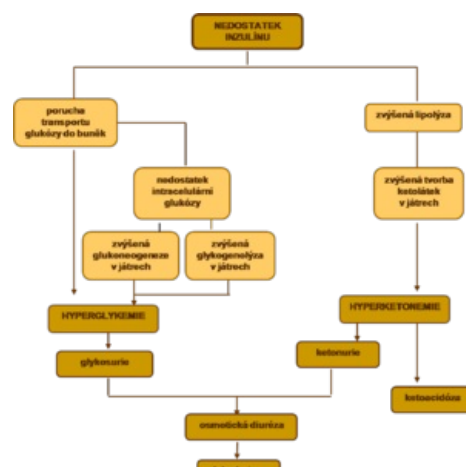 NEDOSTATEK
INZULÍNU
porucha
transportu
glukózy do buněk
zvýšená lipolýza
nedostatek
intracelulární
glukózy
zvýšená tvorba
ketolátek
v játrech
zvýšená
glukoneogeneze
v játrech
zvýšená
glykogenolýza
v játrech
HYPERGLYKEMIE
HYPERKETONEMIE
glykosurie
ketonurie
ketoacidóza
osmotická diuréza